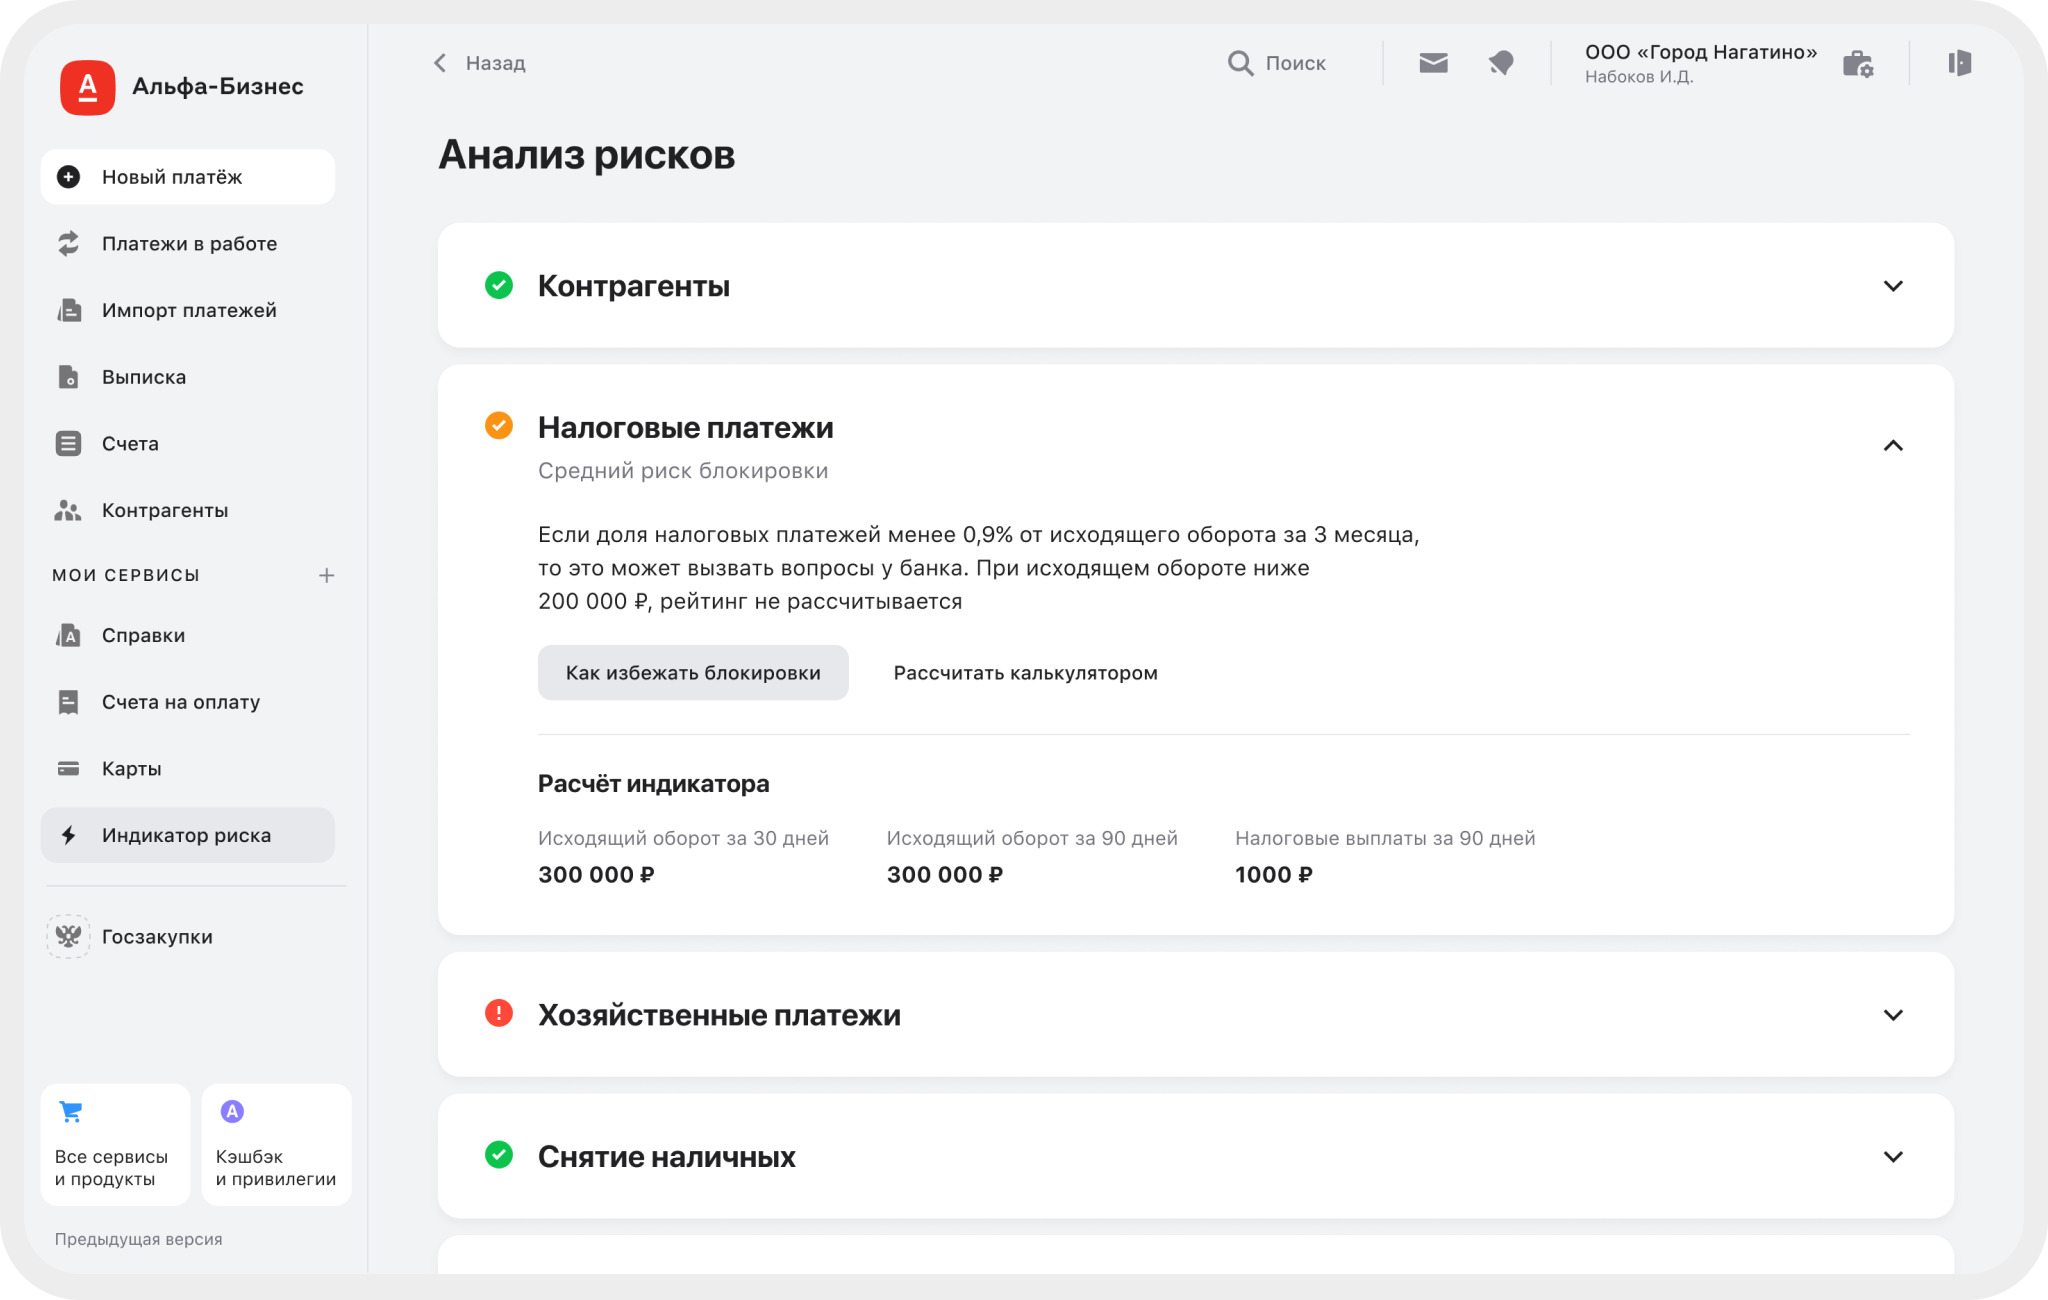 Альфа-Бизнес
Новый платёж
Платежи в работе
Импорт платежей
Выписка
Счета
Контрагенты
МОИ СЕРВИСЫ
Справки
Счета на оплату
Карты
Индикатор риска
Госзакупки
Все сервисы
и продукты
Кэшбэк
и привилегии
Предыдущая версия
Назад
Поиск
ООО «Город Нагатино»
Набоков И.Д.
Анализ рисков
Контрагенты
Налоговые платежи
Средний риск блокировки
Если доля налоговых платежей менее 0,9% от исходящего оборота за 3 месяца,
то это может вызвать вопросы у банка. При исходящем обороте ниже
200 000 ₽, рейтинг не рассчитывается
Как избежать блокировки
Рассчитать калькулятором
Расчёт индикатора
Исходящий оборот за 30 дней
300 000 ₽
Исходящий оборот за 90 дней
300 000 ₽
Налоговые выплаты за 90 дней
1000 ₽
Хозяйственные платежи
Снятие наличных